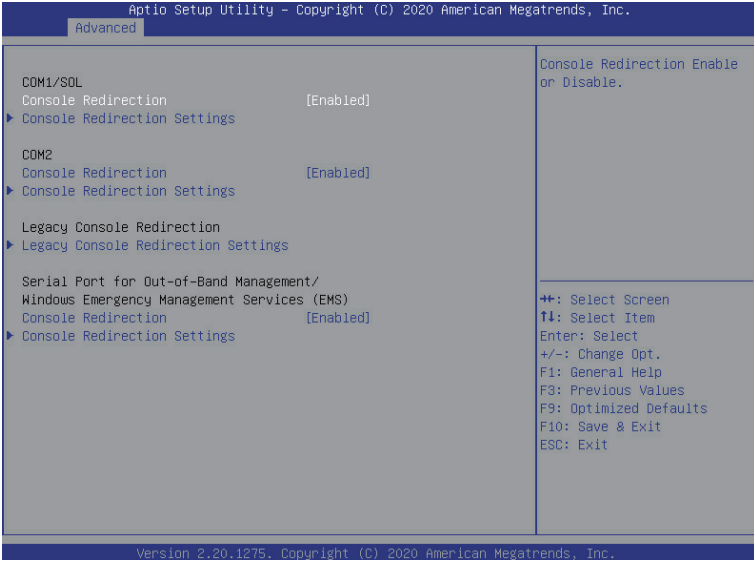 Aptio Setup Utility – Copyright (C) 2020 American Megatrends, Inc.
Advanced
COM1/SOL
Console Redirection [Enabled]
Console Redirection Settings
COM2
Console Redirection [Enabled]
Console Redirection Settings
Legacy Console Redirection
Legacy Console Redirection Settings
Serial Port for Out-of-Band Management/
Windows Emergency Management Services (EMS)
Console Redirection [Enabled]
Console Redirection Settings
Console Redirection Enable
or Disable.
→←: Select Screen
↑↓: Select Item
Enter: Select
+/-: Change Opt.
F1: General Help
F3: Previous Values
F9: Optimized Defaults
F10: Save & Exit
ESC: Exit
Version 2.20.1275. Copyright (C) 2020 American Megatrends, Inc.